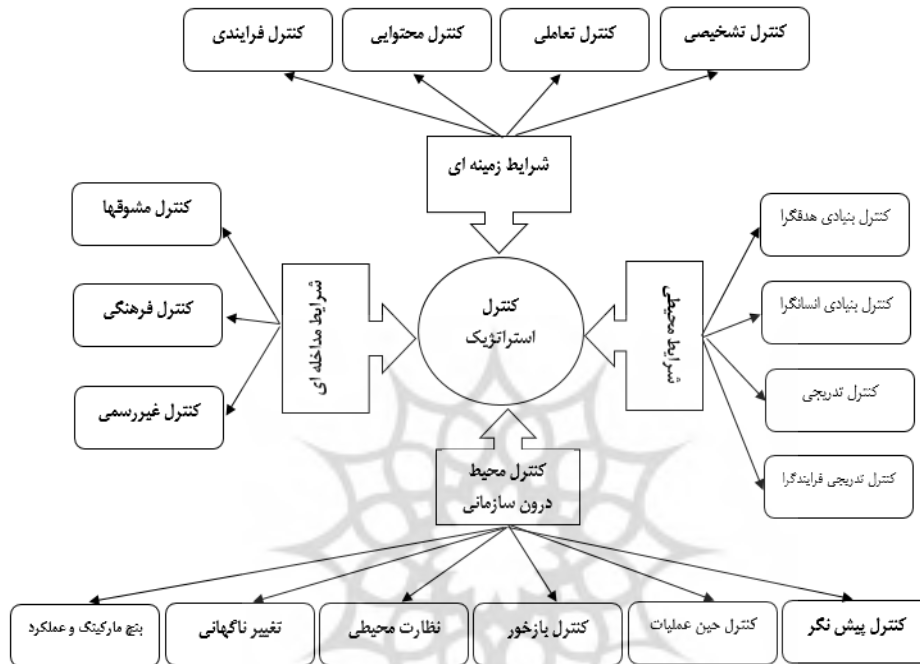 کنترل تشخیصی
کنترل تعاملی
کنترل محتوایی
کنترل فرایندی
شرایط زمینه ای
کنترل بنیادی هدفگرا
کنترل بنیادی انسانگرا
کنترل تدریجی
کنترل تدریجی فرایندگرا
شرایط محیطی
کنترل
استراتژیک
شرایط مداخله ای
کنترل مشوقها
کنترل فرهنگی
کنترل غیررسمی
کنترل محیط
درون سازمانی
کنترل پیش نگر
کنترل حین عملیات
کنترل بازخور
نظارت محیطی
تغییر ناگهانی
بنچ مارکینگ و عملکرد